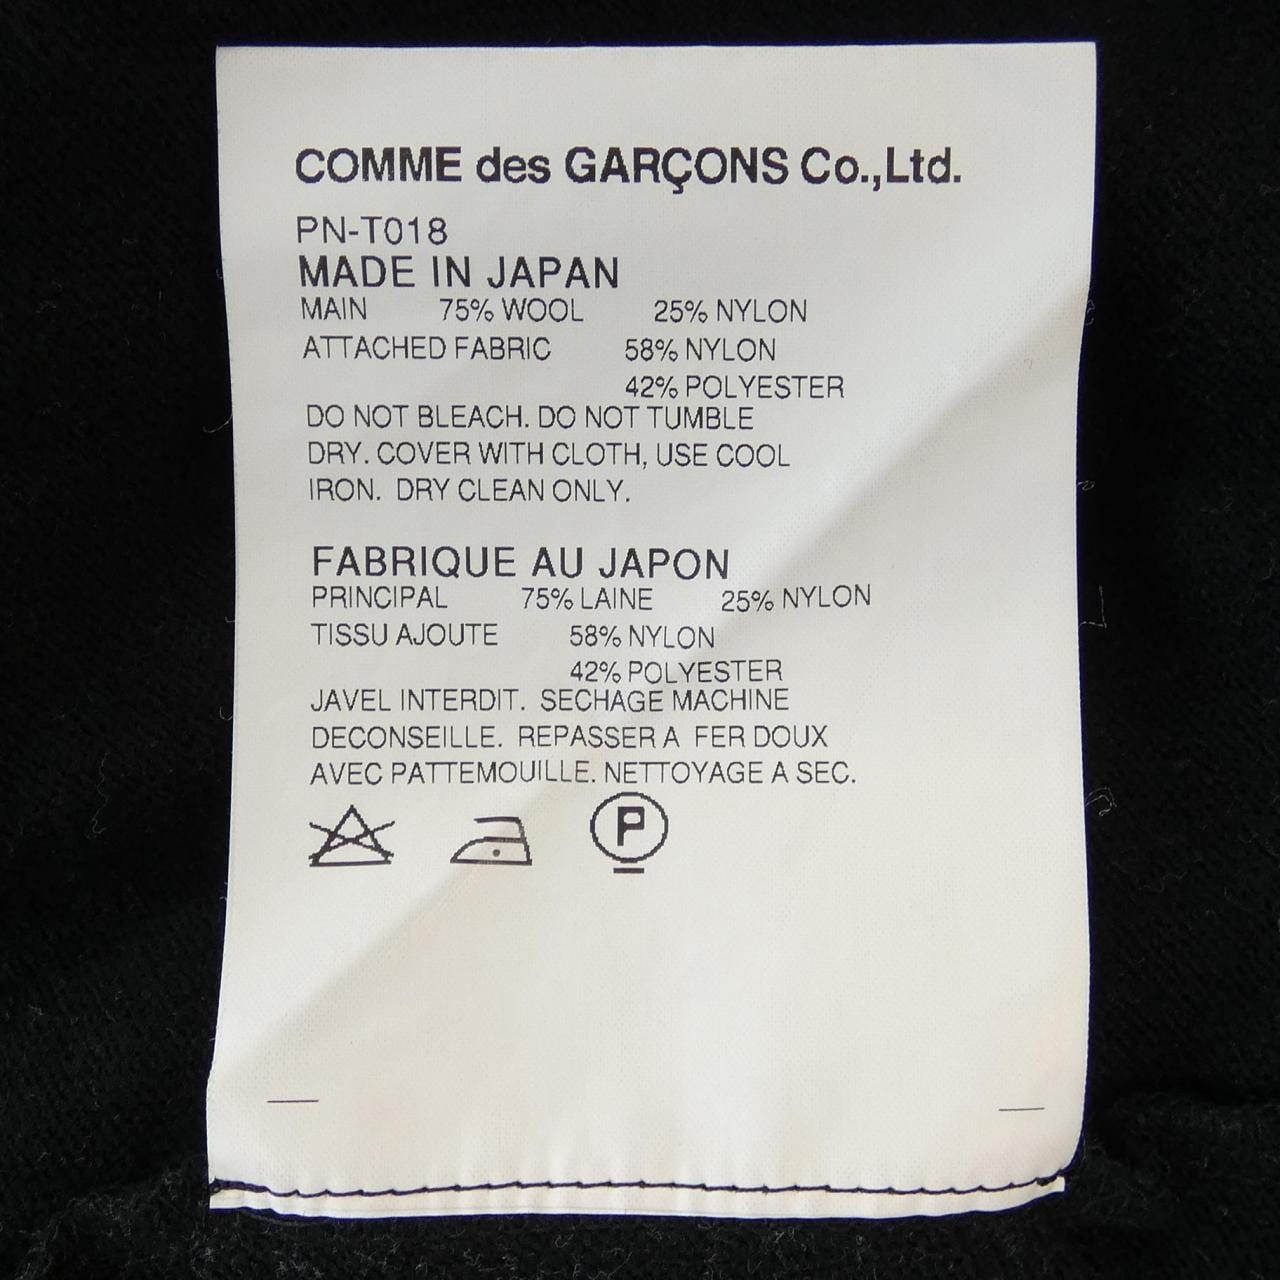 COMME des GARÇONS Co.,Ltd.
PN-T018
MADE IN JAPAN
MAIN 75% WOOL 25% NYLON
ATTACHED FABRIC 58% NYLON
42% POLYESTER
DO NOT BLEACH. DO NOT TUMBLE
DRY. COVER WITH CLOTH, USE COOL
IRON. DRY CLEAN ONLY.
FABRIQUE AU JAPON
PRINCIPAL 75% LAINE 25% NYLON
TISSU AJOUTE 58% NYLON
42% POLYESTER
JAVEL INTERDIT. SECHAGE MACHINE
DECONSEILLE. REPASSER A FER DOUX
AVEC PATTEMOUILLE. NETTOYAGE A SEC.
P